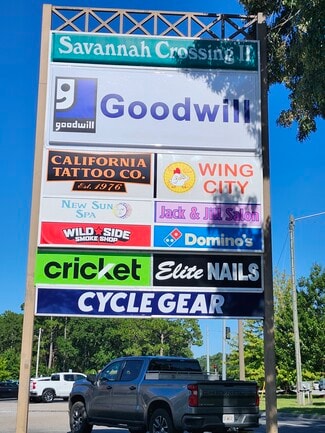 Savannah Crossing II
goodwill
Goodwill
CALIFORNIA
TATTOO CO.
Est. 1976
WING
CITY
New Sun
Spa
Jack & Jill Salon
WILD SIDE
SMOKE SHOP
Domino's
cricket
Elite NAILS
CYCLE GEAR